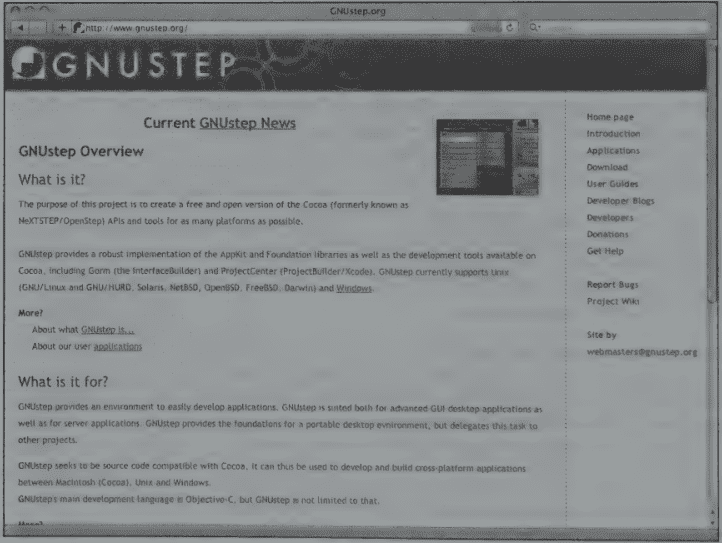 GNUstep.org
http://www.gnustep.org/
GNUSTEP
Current GNUstep News
GNUstep Overview
What is it?
The purpose of this project is to create a free and open version of the Cocoa (formerly known as
NeXTSTEP/OpenStep) APIs and tools for as many platforms as possible.
GNUstep provides a robust implementation of the AppKit and Foundation libraries as well as the development tools available on
Cocoa, including Gorm (the InterfaceBuilder) and ProjectCenter (ProjectBuilder/Xcode). GNUstep currently supports Unix
(GNU/Linux and GNU/HURD, Solaris, NetBSD, OpenBSD, FreeBSD, Darwin) and Windows.
More?
About what GNUstep is...
About our user applications
What is it for?
GNUstep provides an environment to easily develop applications. GNUstep is suited both for advanced GUI desktop applications as
well as for server applications. GNUstep provides the foundations for a portable desktop evnironment, but delegates this task to
other projects.
GNUstep seeks to be source code compatible with Cocoa. It can thus be used to develop and build cross-platform applications
between Macintosh (Cocoa), Unix and Windows.
GNUstep's main development language is Objective-C, but GNUstep is not limited to that.
More?
Home page
Introduction
Applications
Download
User Guides
Developer Blogs
Developers
Donations
Get Help
Report Bugs
Project Wiki
Site by
webmasters@gnustep.org